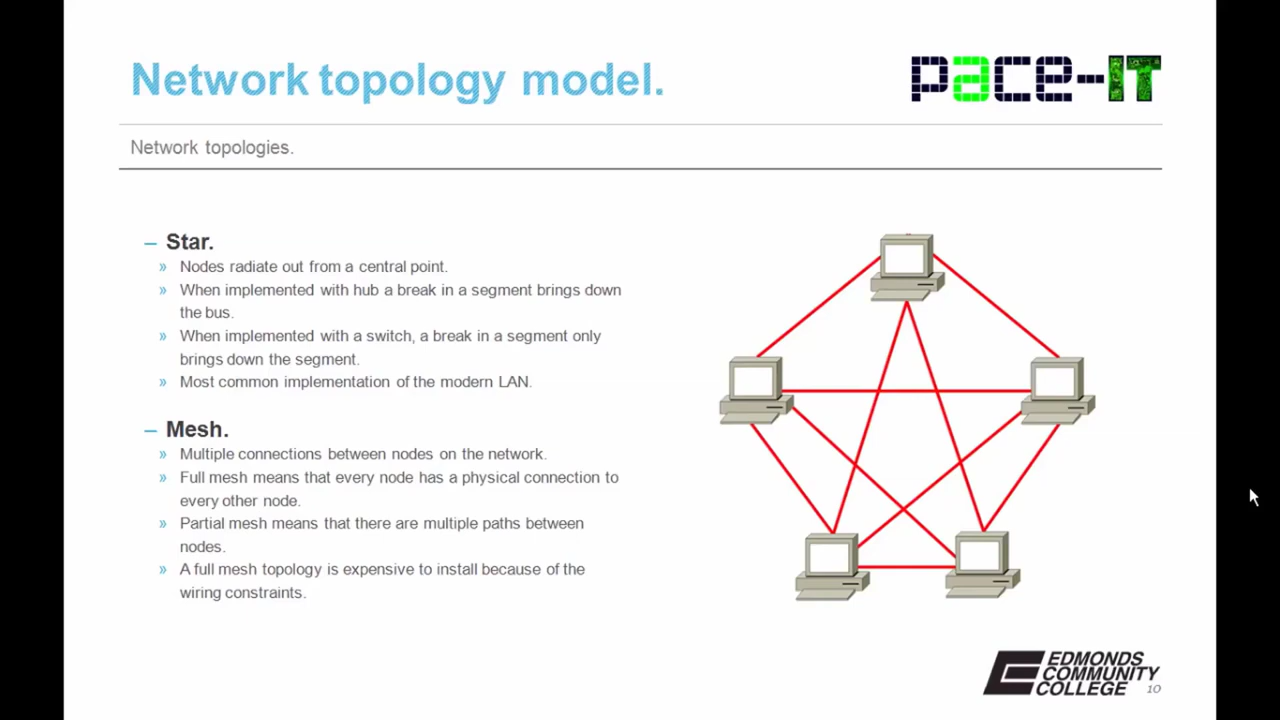 Network topology model.
pace-IT
Network topologies.
– Star.
» Nodes radiate out from a central point.
» When implemented with hub a break in a segment brings down
the bus.
» When implemented with a switch, a break in a segment only
brings down the segment.
» Most common implementation of the modern LAN.
– Mesh.
» Multiple connections between nodes on the network.
» Full mesh means that every node has a physical connection to
every other node.
» Partial mesh means that there are multiple paths between
nodes.
» A full mesh topology is expensive to install because of the
wiring constraints.
EDMONDS
COMMUNITY
COLLEGE
10